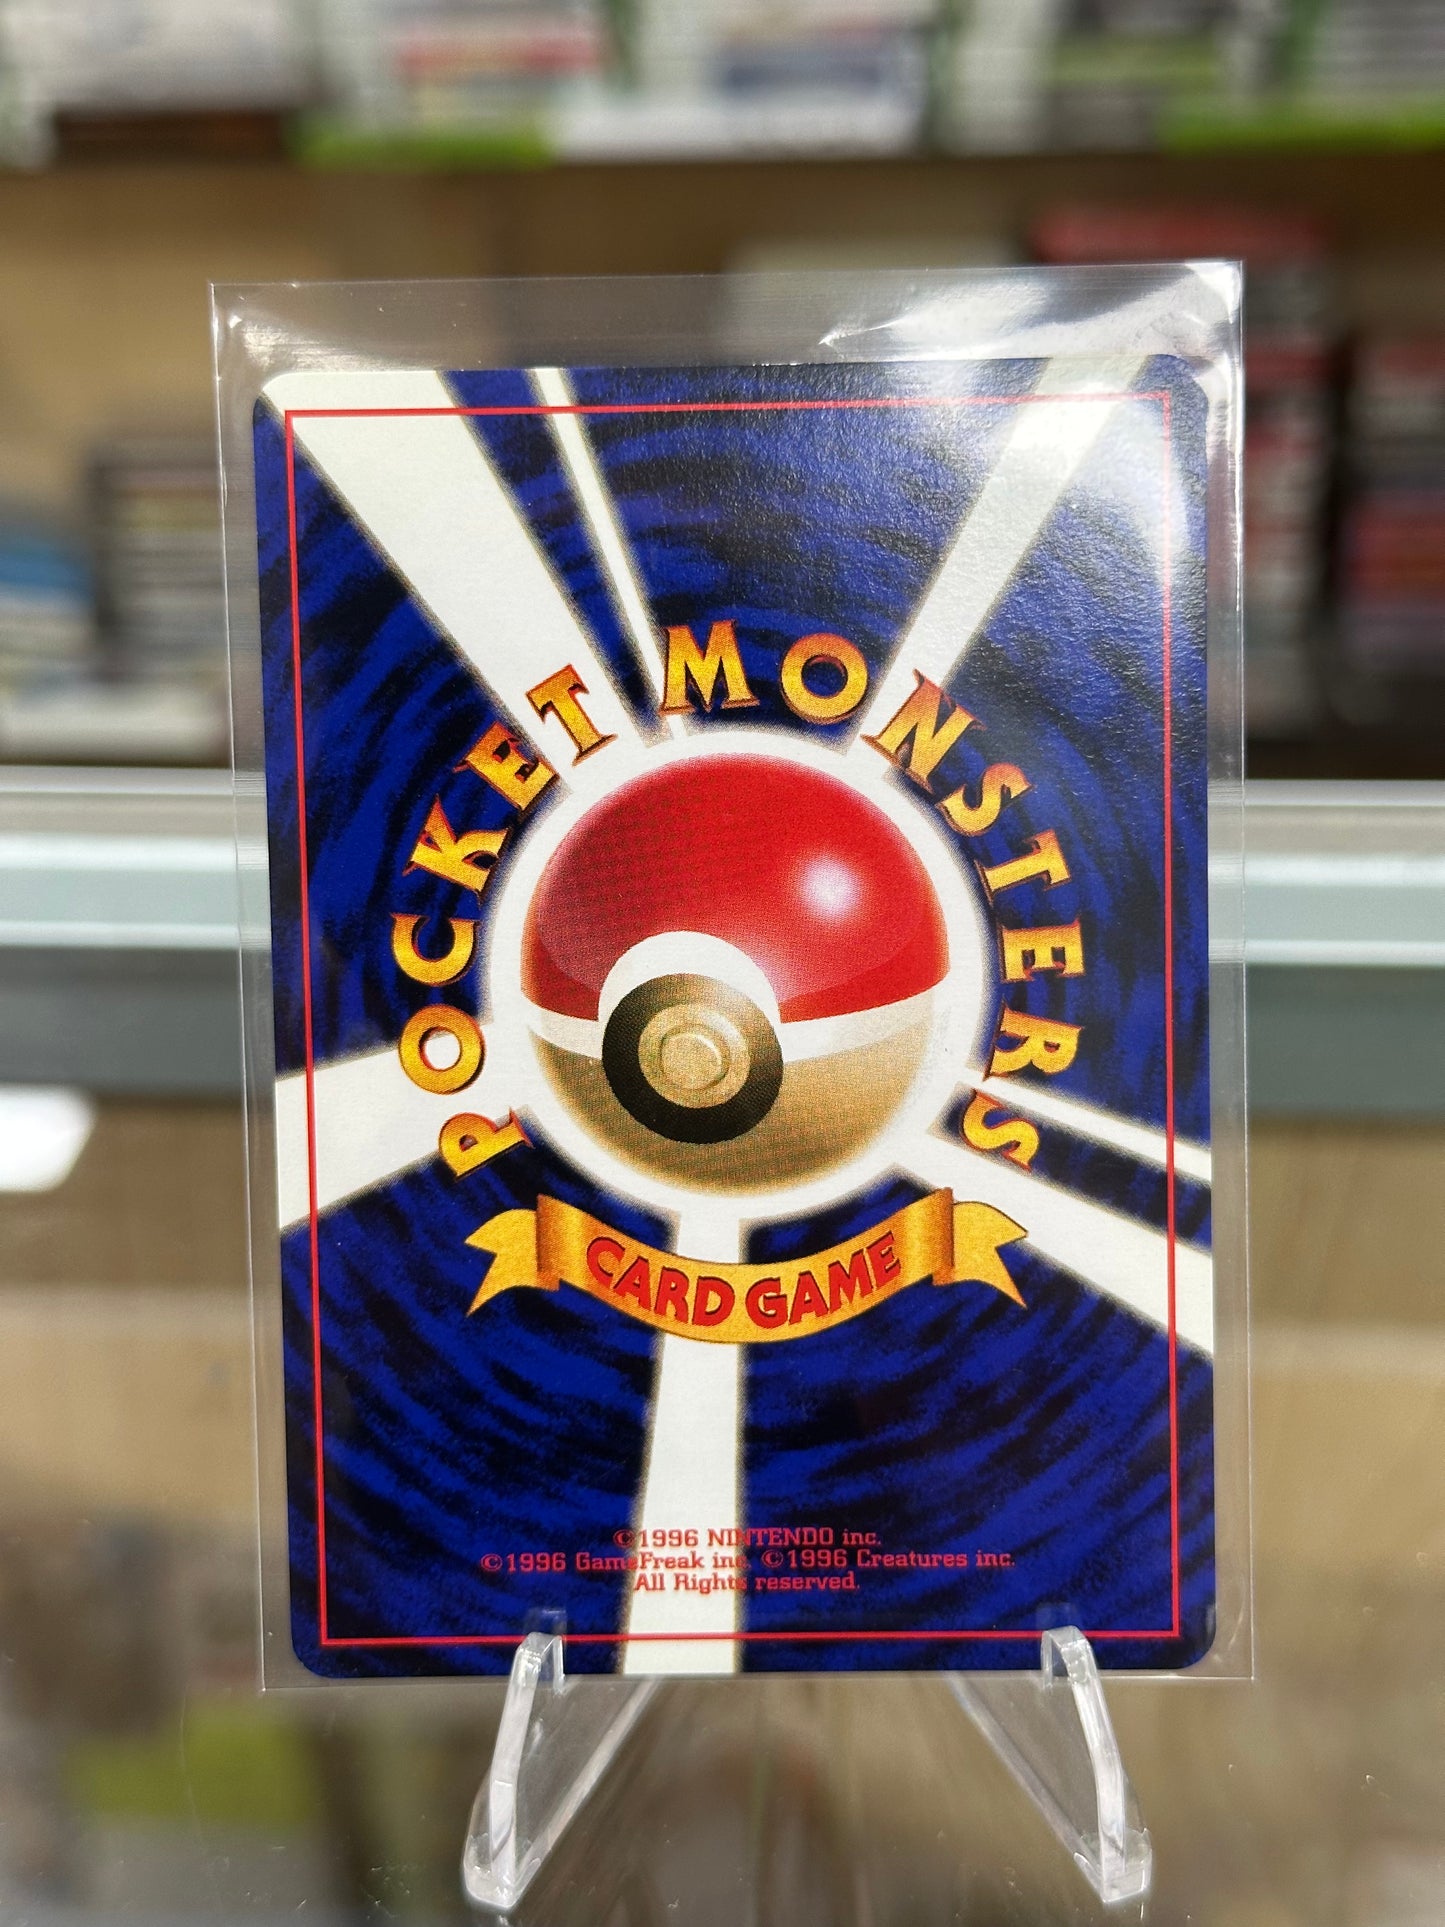 POCKET MONSTERS
CARD GAME
©1996 NINTENDO inc.
©1996 GameFreak inc. ©1996 Creatures inc.
All Rights reserved.